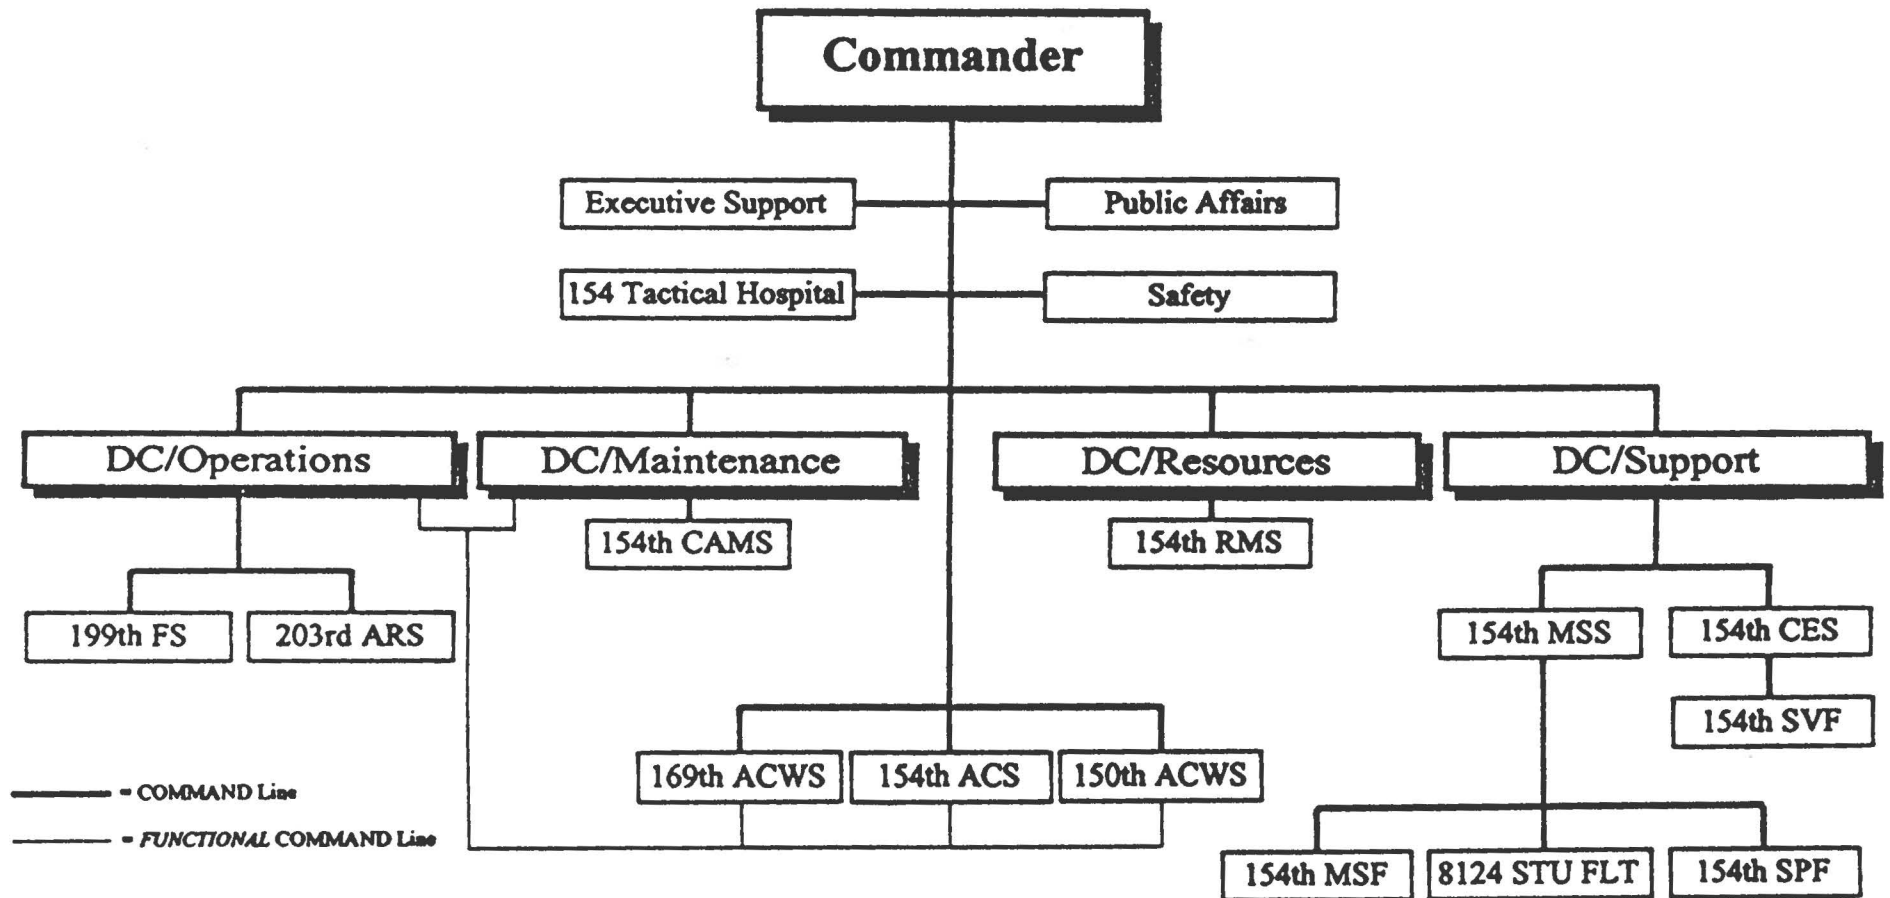 Commander
Executive Support
Public Affairs
154 Tactical Hospital
Safety
DC/Operations
DC/Maintenance
DC/Resources
DC/Support
154th CAMS
154th RMS
199th FS
203rd ARS
154th MSS
154th CES
154th SVF
169th ACWS
154th ACS
150th ACWS
= COMMAND Line
= FUNCTIONAL COMMAND Line
154th MSF
8124 STU FLT
154th SPF